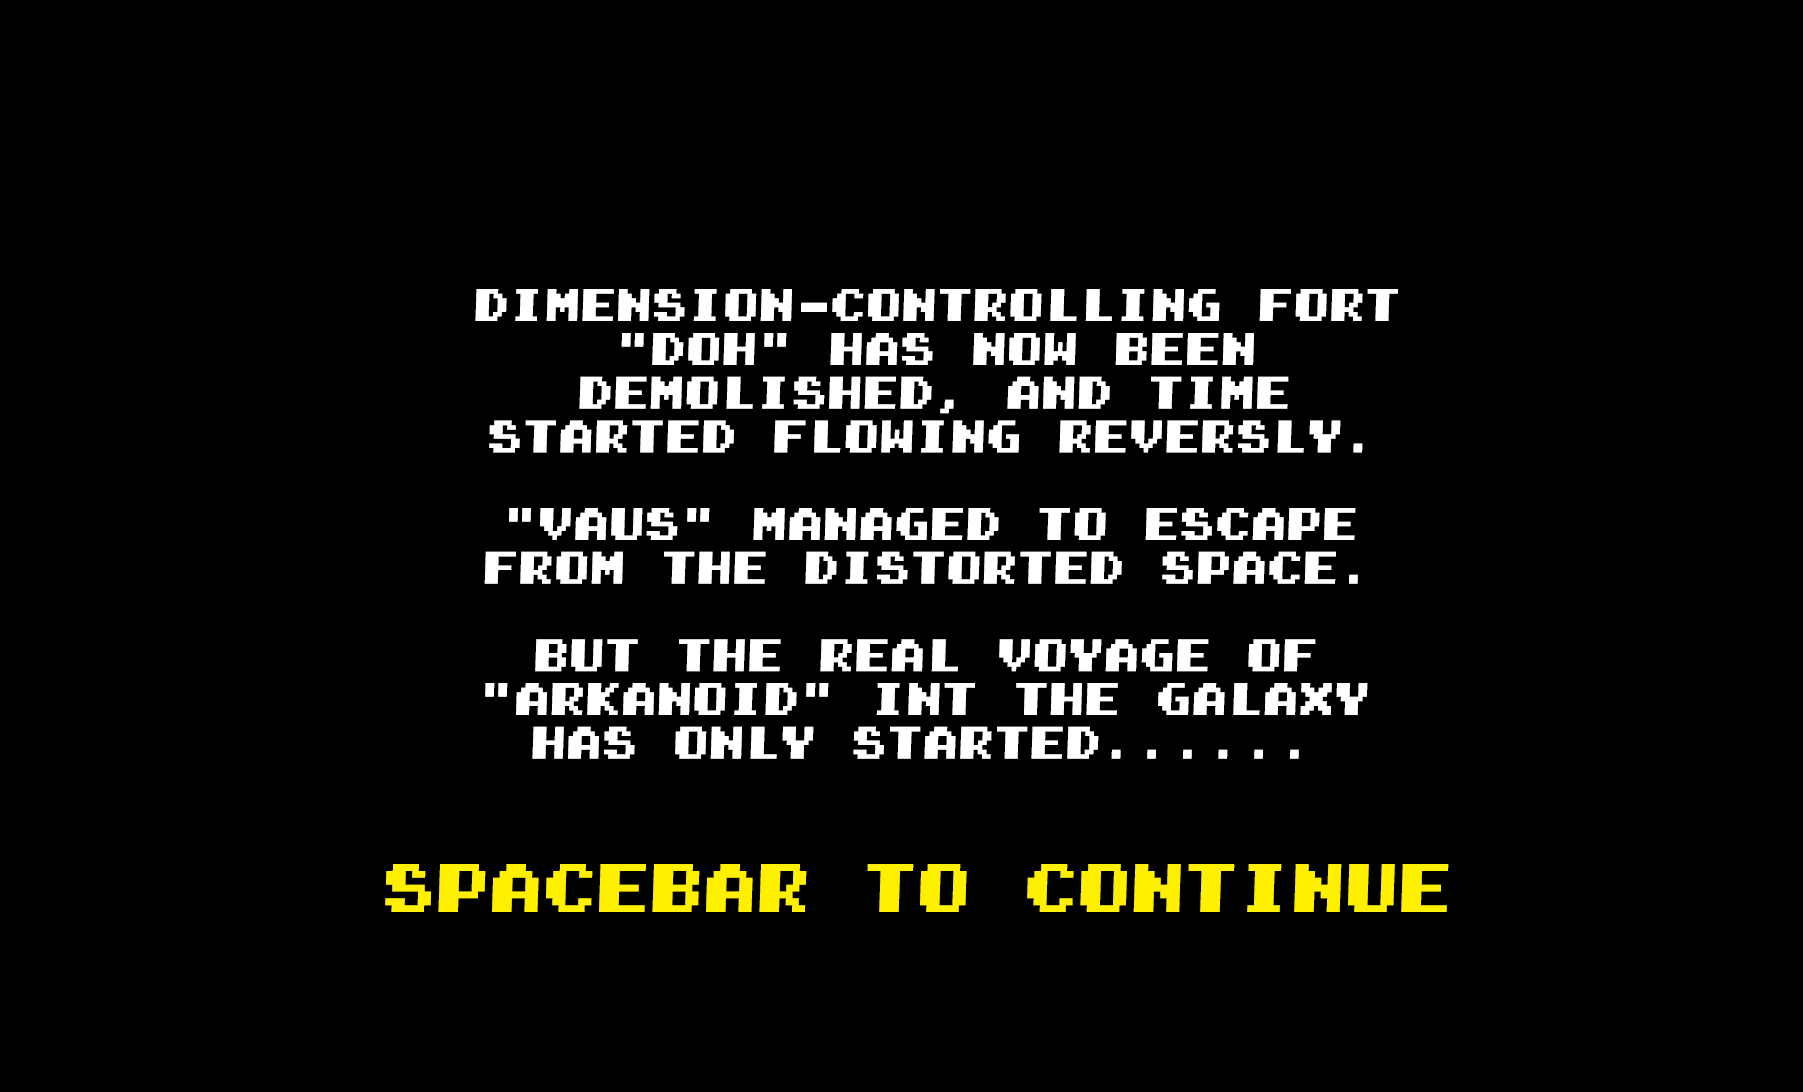 DIMENSION-CONTROLLING FORT
"DOH" HAS NOW BEEN
DEMOLISHED, AND TIME
STARTED FLOWING REVERSLY.
"VAUS" MANAGED TO ESCAPE
FROM THE DISTORTED SPACE.
BUT THE REAL VOYAGE OF
"ARKANOID" INT THE GALAXY
HAS ONLY STARTED......
SPACEBAR TO CONTINUE